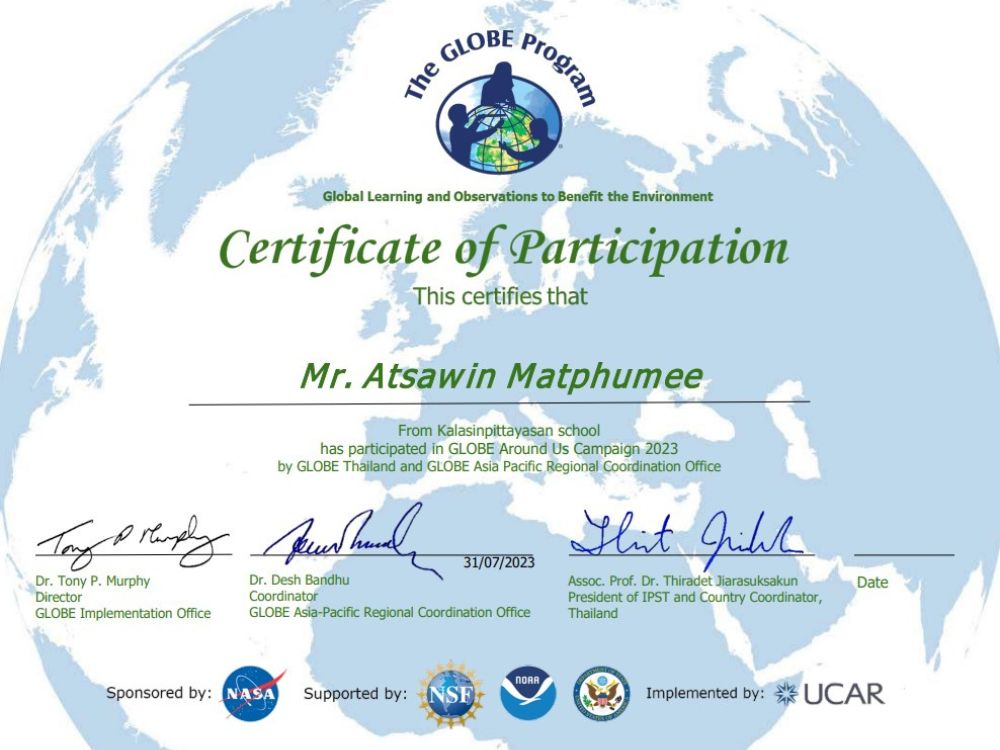 The GLOBE Program
Global Learning and Observations to Benefit the Environment
Certificate of Participation
This certifies that
Mr. Atsawin Matphumee
From Kalasinpittayasan school
has participated in GLOBE Around Us Campaign 2023
by GLOBE Thailand and GLOBE Asia Pacific Regional Coordination Office
Tony P Murphy
31/07/2023
Dr. Tony P. Murphy
Director
GLOBE Implementation Office
Dr. Desh Bandhu
Coordinator
GLOBE Asia-Pacific Regional Coordination Office
Assoc. Prof. Dr. Thiradet Jiarasuksakun
President of IPST and Country Coordinator,
Thailand
Date
Sponsored by:
NASA
Supported by:
NSF
NOAA
Implemented by:
UCAR